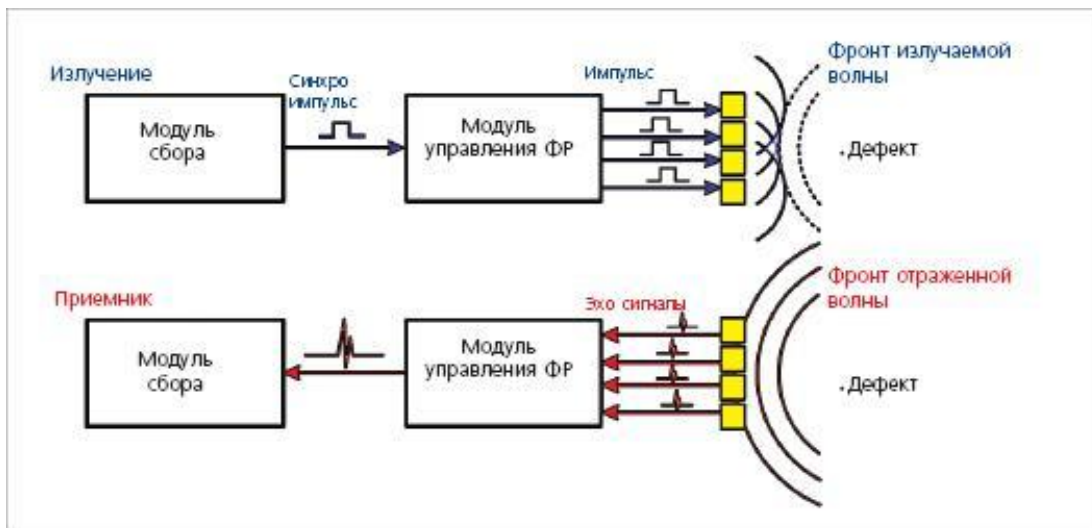 Излучение
Синхро
импульс
Импульс
Фронт излучаемой
волны
Модуль
сбора
Модуль
управления ФР
.Дефект
Приемник
Эхо сигналы
Фронт отраженной
волны
Модуль
сбора
Модуль
управления ФР
.Дефект